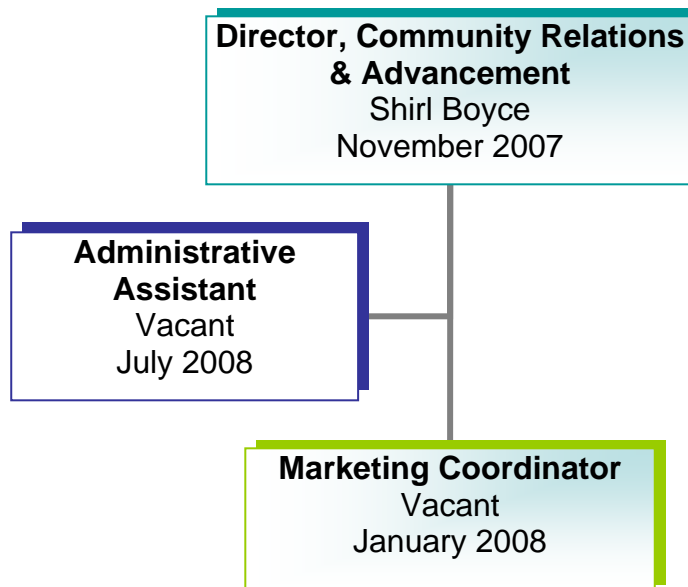 Director, Community Relations
& Advancement
Shirl Boyce
November 2007
Administrative
Assistant
Vacant
July 2008
Marketing Coordinator
Vacant
January 2008